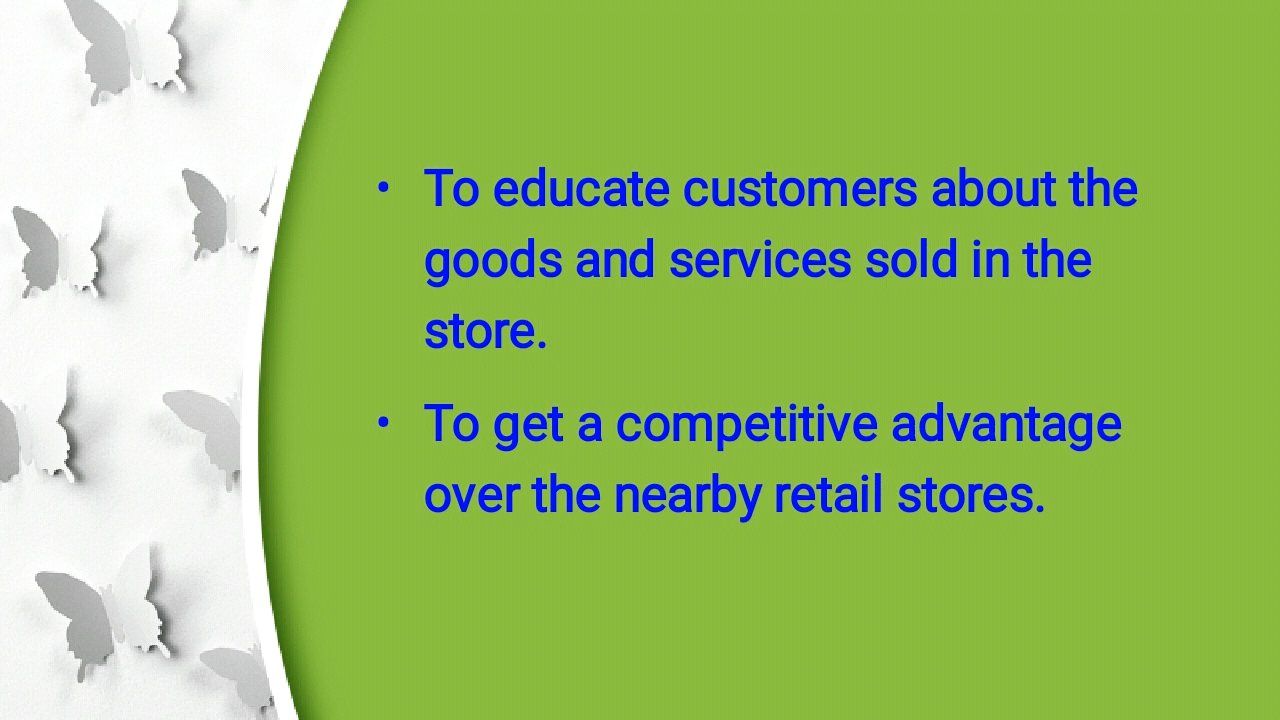 • To educate customers about the
goods and services sold in the
store.
• To get a competitive advantage
over the nearby retail stores.